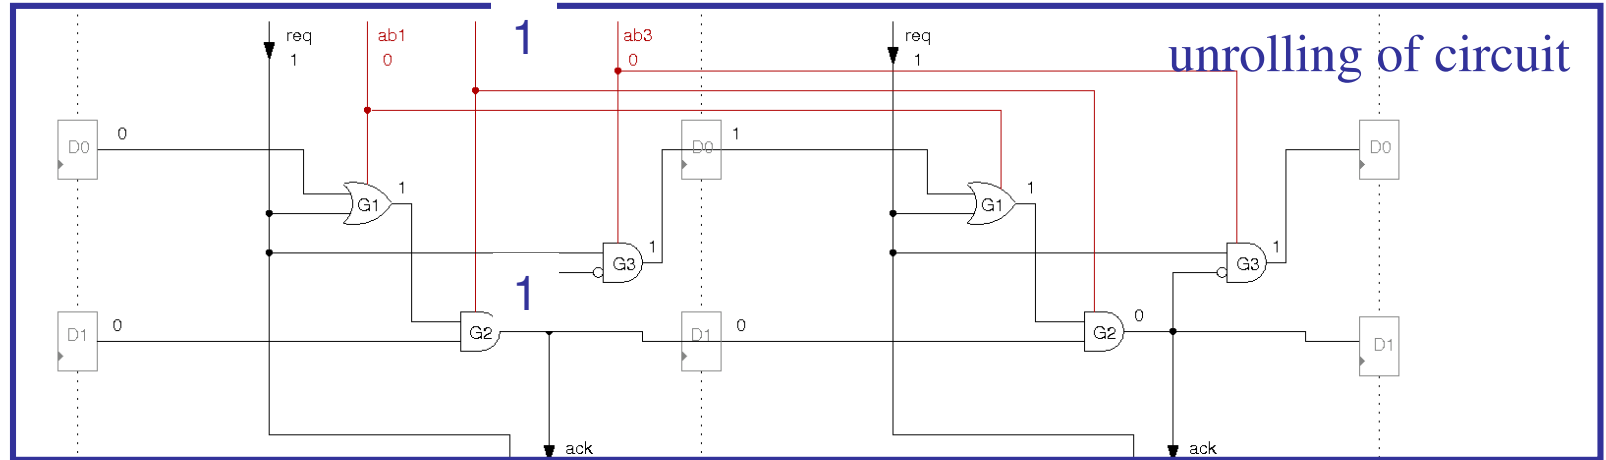 unrolling of circuit
req
1
ab1
0
1
ab3
0
req
1
D0
0
G1
1
D0
1
G1
1
D0
G3
1
1
G3
1
D1
0
G2
D1
0
G2
0
D1
ack
ack